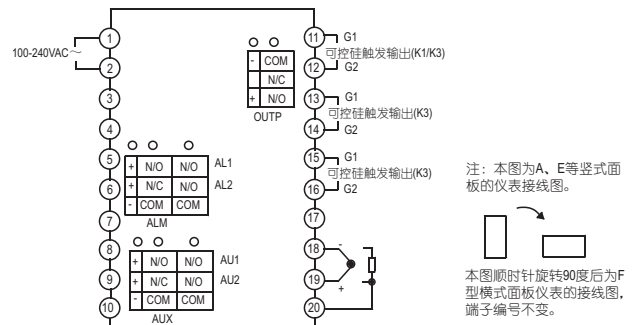 100-240VAC～
1
2
3
4
5
6
7
8
9
10
+ N/O N/O AL1
+ N/C N/O AL2
- COM COM
ALM
+ N/O N/O AU1
+ N/C N/O AU2
- COM COM
AUX
- COM
N/C
+ N/O
OUTP
11 G1
可控硅触发输出(K1/K3)
12 G2
13 G1
可控硅触发输出(K3)
14 G2
15 G1
可控硅触发输出(K3)
16 G2
17
18 -
19 +
20
注：本图为A、E等竖式面
板的仪表接线图。
本图顺时针旋转90度后为F
型横式面板仪表的接线图，
端子编号不变。